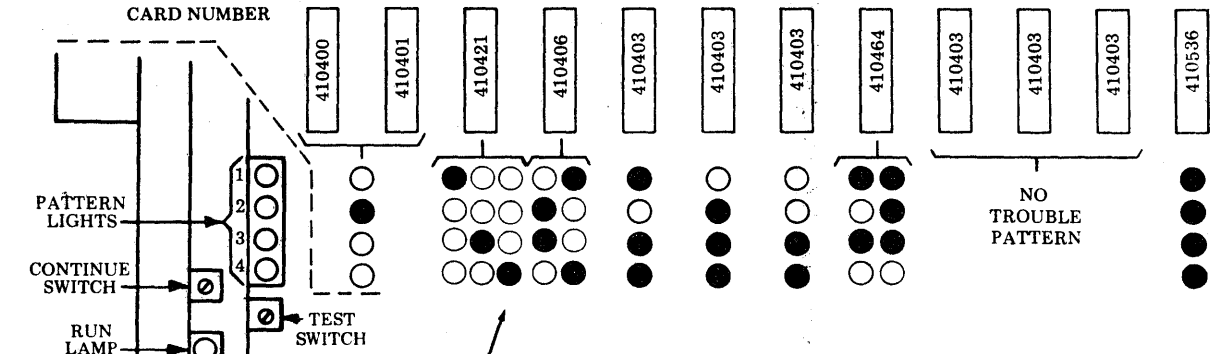 CARD NUMBER
410400
410401
410421
410406
410403
410403
410403
410464
410403
410403
410403
410536
PATTERN
LIGHTS
1
2
3
4
CONTINUE
SWITCH
TEST
SWITCH
RUN
LAMP
NO
TROUBLE
PATTERN